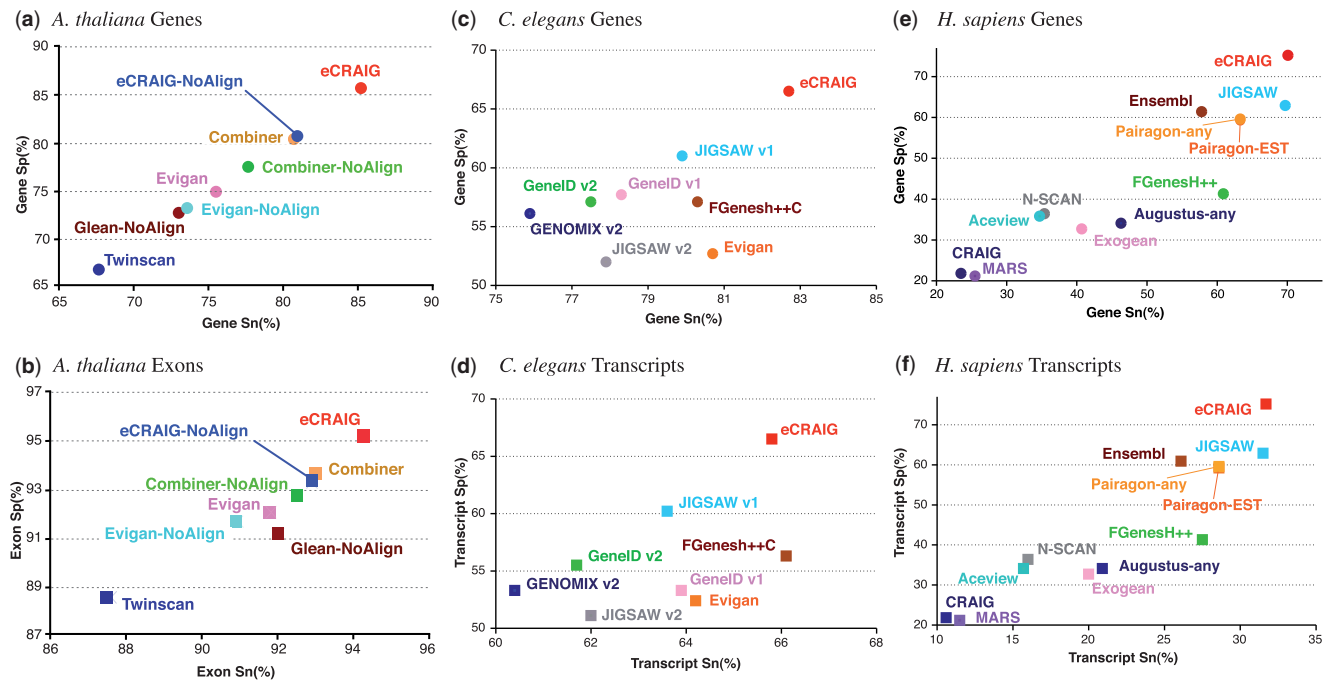 (a) A. thaliana Genes
90
85
80
75
70
65
65 70 75 80 85 90
Gene Sp(%)
Gene Sn(%)
eCRAIG
eCRAIG-NoAlign
Combiner
Combiner-NoAlign
Evigan
Evigan-NoAlign
Glean-NoAlign
Twinscan
(c) C. elegans Genes
70
65
60
55
50
75 77 79 81 83 85
Gene Sp(%)
Gene Sn(%)
eCRAIG
JIGSAW v1
GeneID v2
GeneID v1
FGenesh++C
GENOMIX v2
JIGSAW v2
Evigan
(e) H. sapiens Genes
70
60
50
40
30
20
20 30 40 50 60 70
Gene Sp(%)
Gene Sn(%)
eCRAIG
JIGSAW
Ensembl
Pairagon-any
Pairagon-EST
FGenesH++
N-SCAN
Aceview
Augustus-any
Exogean
CRAIG
MARS
(b) A. thaliana Exons
97
95
93
91
89
87
86 88 90 92 94 96
Exon Sp(%)
Exon Sn(%)
eCRAIG
eCRAIG-NoAlign
Combiner
Combiner-NoAlign
Evigan
Evigan-NoAlign
Glean-NoAlign
Twinscan
(d) C. elegans Transcripts
70
65
60
55
50
60 62 64 66 68
Transcript Sp(%)
Transcript Sn(%)
eCRAIG
JIGSAW v1
FGenesh++C
GeneID v2
GENOMIX v2
GeneID v1
Evigan
JIGSAW v2
(f) H. sapiens Transcripts
70
60
50
40
30
20
10 15 20 25 30 35
Transcript Sp(%)
Transcript Sn(%)
eCRAIG
JIGSAW
Ensembl
Pairagon-any
Pairagon-EST
FGenesH++
N-SCAN
Aceview
Augustus-any
Exogean
CRAIG
MARS